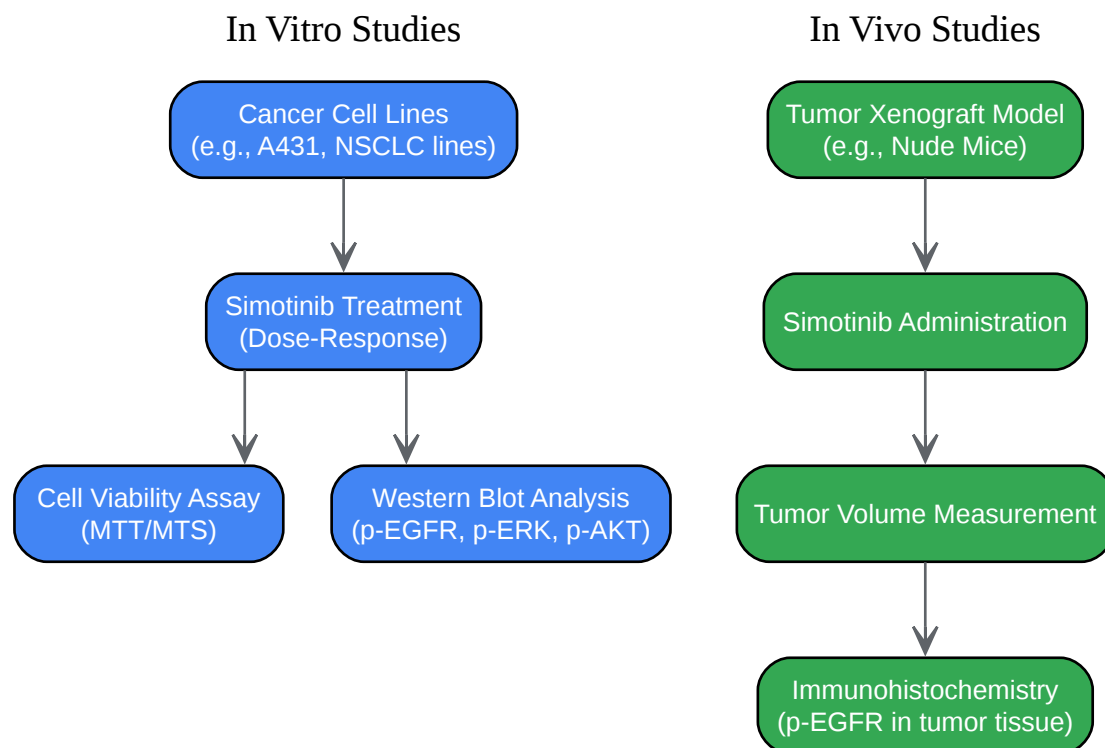 In Vitro Studies
Cancer Cell Lines
(e.g., A431, NSCLC lines)
Simotinib Treatment
(Dose-Response)
Cell Viability Assay
(MTT/MTS)
Western Blot Analysis
(p-EGFR, p-ERK, p-AKT)
In Vivo Studies
Tumor Xenograft Model
(e.g., Nude Mice)
Simotinib Administration
Tumor Volume Measurement
Immunohistochemistry
(p-EGFR in tumor tissue)